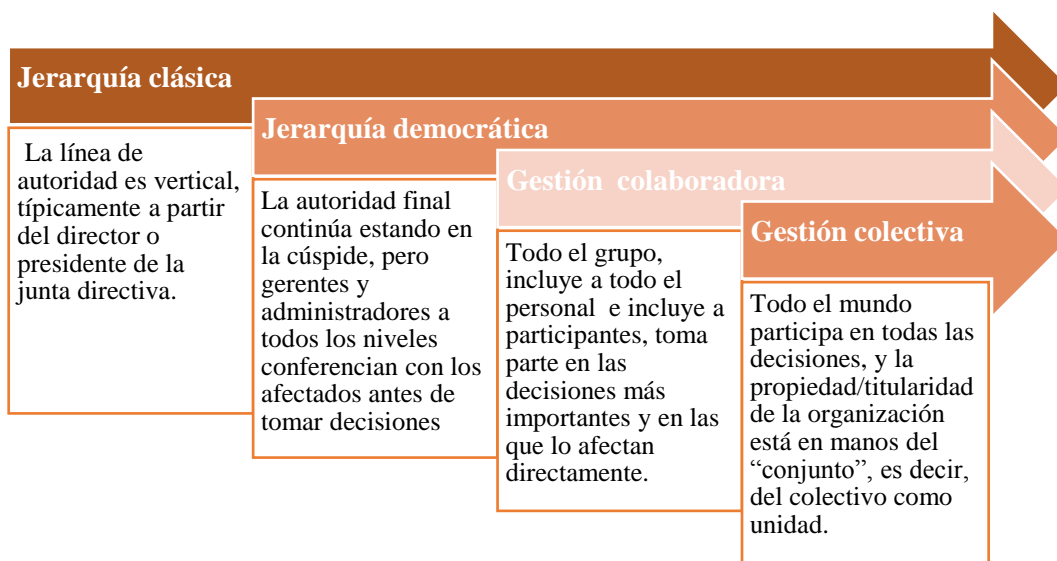 Jerarquía clásica
La línea de
autoridad es vertical,
típicamente a partir
del director o
presidente de la
junta directiva.
Jerarquía democrática
La autoridad final
continúa estando en
la cúspide, pero
gerentes y
administradores a
todos los niveles
conferencian con los
afectados antes de
tomar decisiones
Gestión colaboradora
Todo el grupo,
incluye a todo el
personal e incluye a
participantes, toma
parte en las
decisiones más
importantes y en las
que lo afectan
directamente.
Gestión colectiva
Todo el mundo
participa en todas las
decisiones, y la
propiedad/titularidad
de la organización
está en manos del
“conjunto”, es decir,
del colectivo como
unidad.